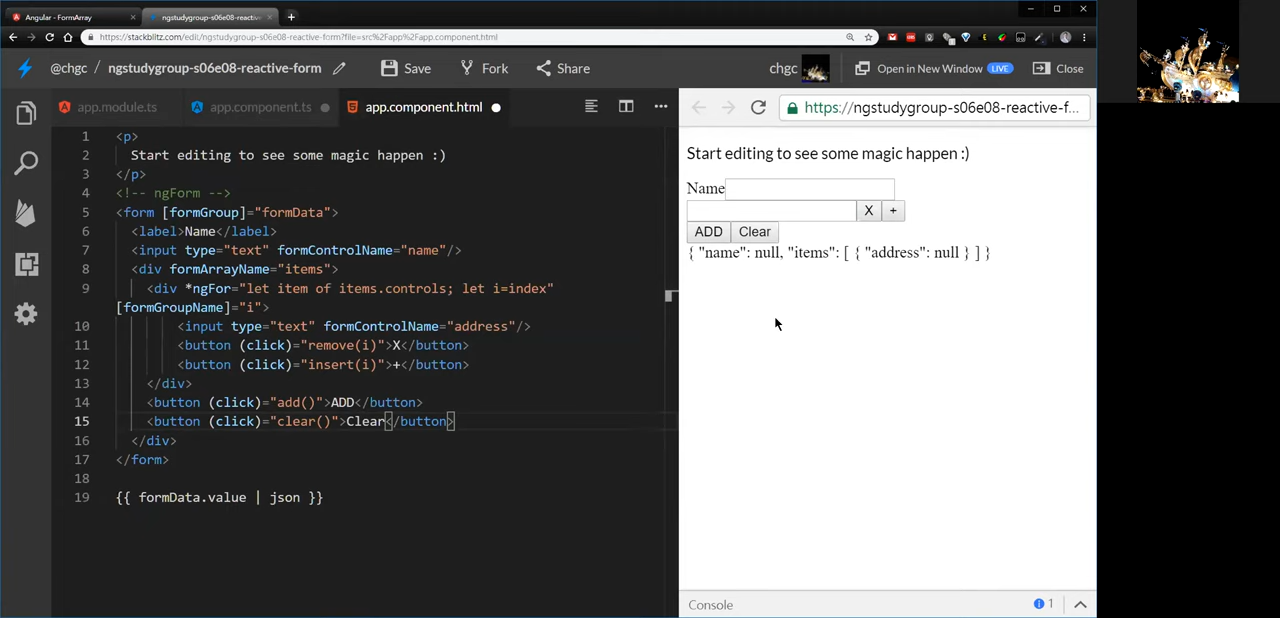 Angular - FormArray
ngstudygroup-s06e08-reactive-
https://stackblitz.com/edit/ngstudygroup-s06e08-reactive-form?file=src%2Fapp%2Fapp.component.html
@chgc / ngstudygroup-s06e08-reactive-form Save Fork Share chgc Open in New Window LIVE Close
app.module.ts app.component.ts app.component.html
https://ngstudygroup-s06e08-reactive-f...
1 <p>
2 Start editing to see some magic happen :)
3 </p>
4 <!-- ngForm -->
5 <form [formGroup]="formData">
6 <label>Name</label>
7 <input type="text" formControlName="name"/>
8 <div formArrayName="items">
9 <div *ngFor="let item of items.controls; let i=index"
[formGroupName]="i">
10 <input type="text" formControlName="address"/>
11 <button (click)="remove(i)">X</button>
12 <button (click)="insert(i)">+</button>
13 </div>
14 <button (click)="add()">ADD</button>
15 <button (click)="clear()">Clear</button>
16 </div>
17 </form>
18
19 {{ formData.value | json }}
Start editing to see some magic happen :)
Name
X +
ADD Clear
{ "name": null, "items": [ { "address": null } ] }
Console 1